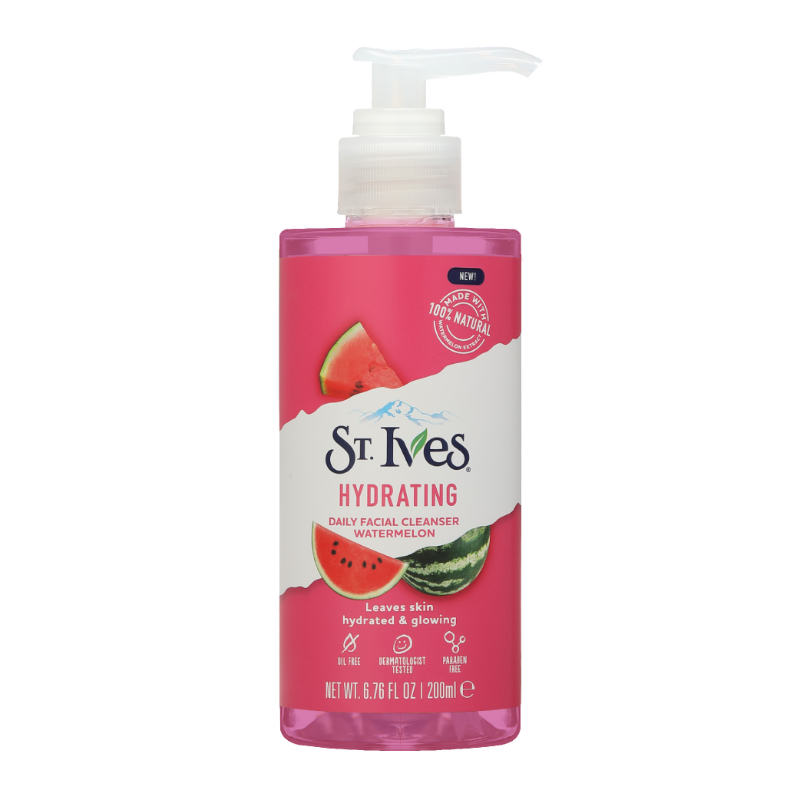 NEW!
MADE WITH
100% NATURAL
WATERMELON EXTRACT
ST. IVES®
HYDRATING
DAILY FACIAL CLEANSER
WATERMELON
Leaves skin
hydrated & glowing
OIL FREE
DERMATOLOGIST
TESTED
PARABEN
FREE
NET WT. 6.76 FL OZ | 200ml ℮